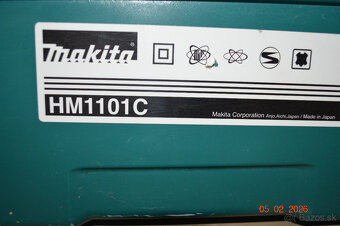 makita
HM1101C
Makita Corporation Anjo, Aichi, Japan / Made in Japan
05 02 2026
© bazos.sk